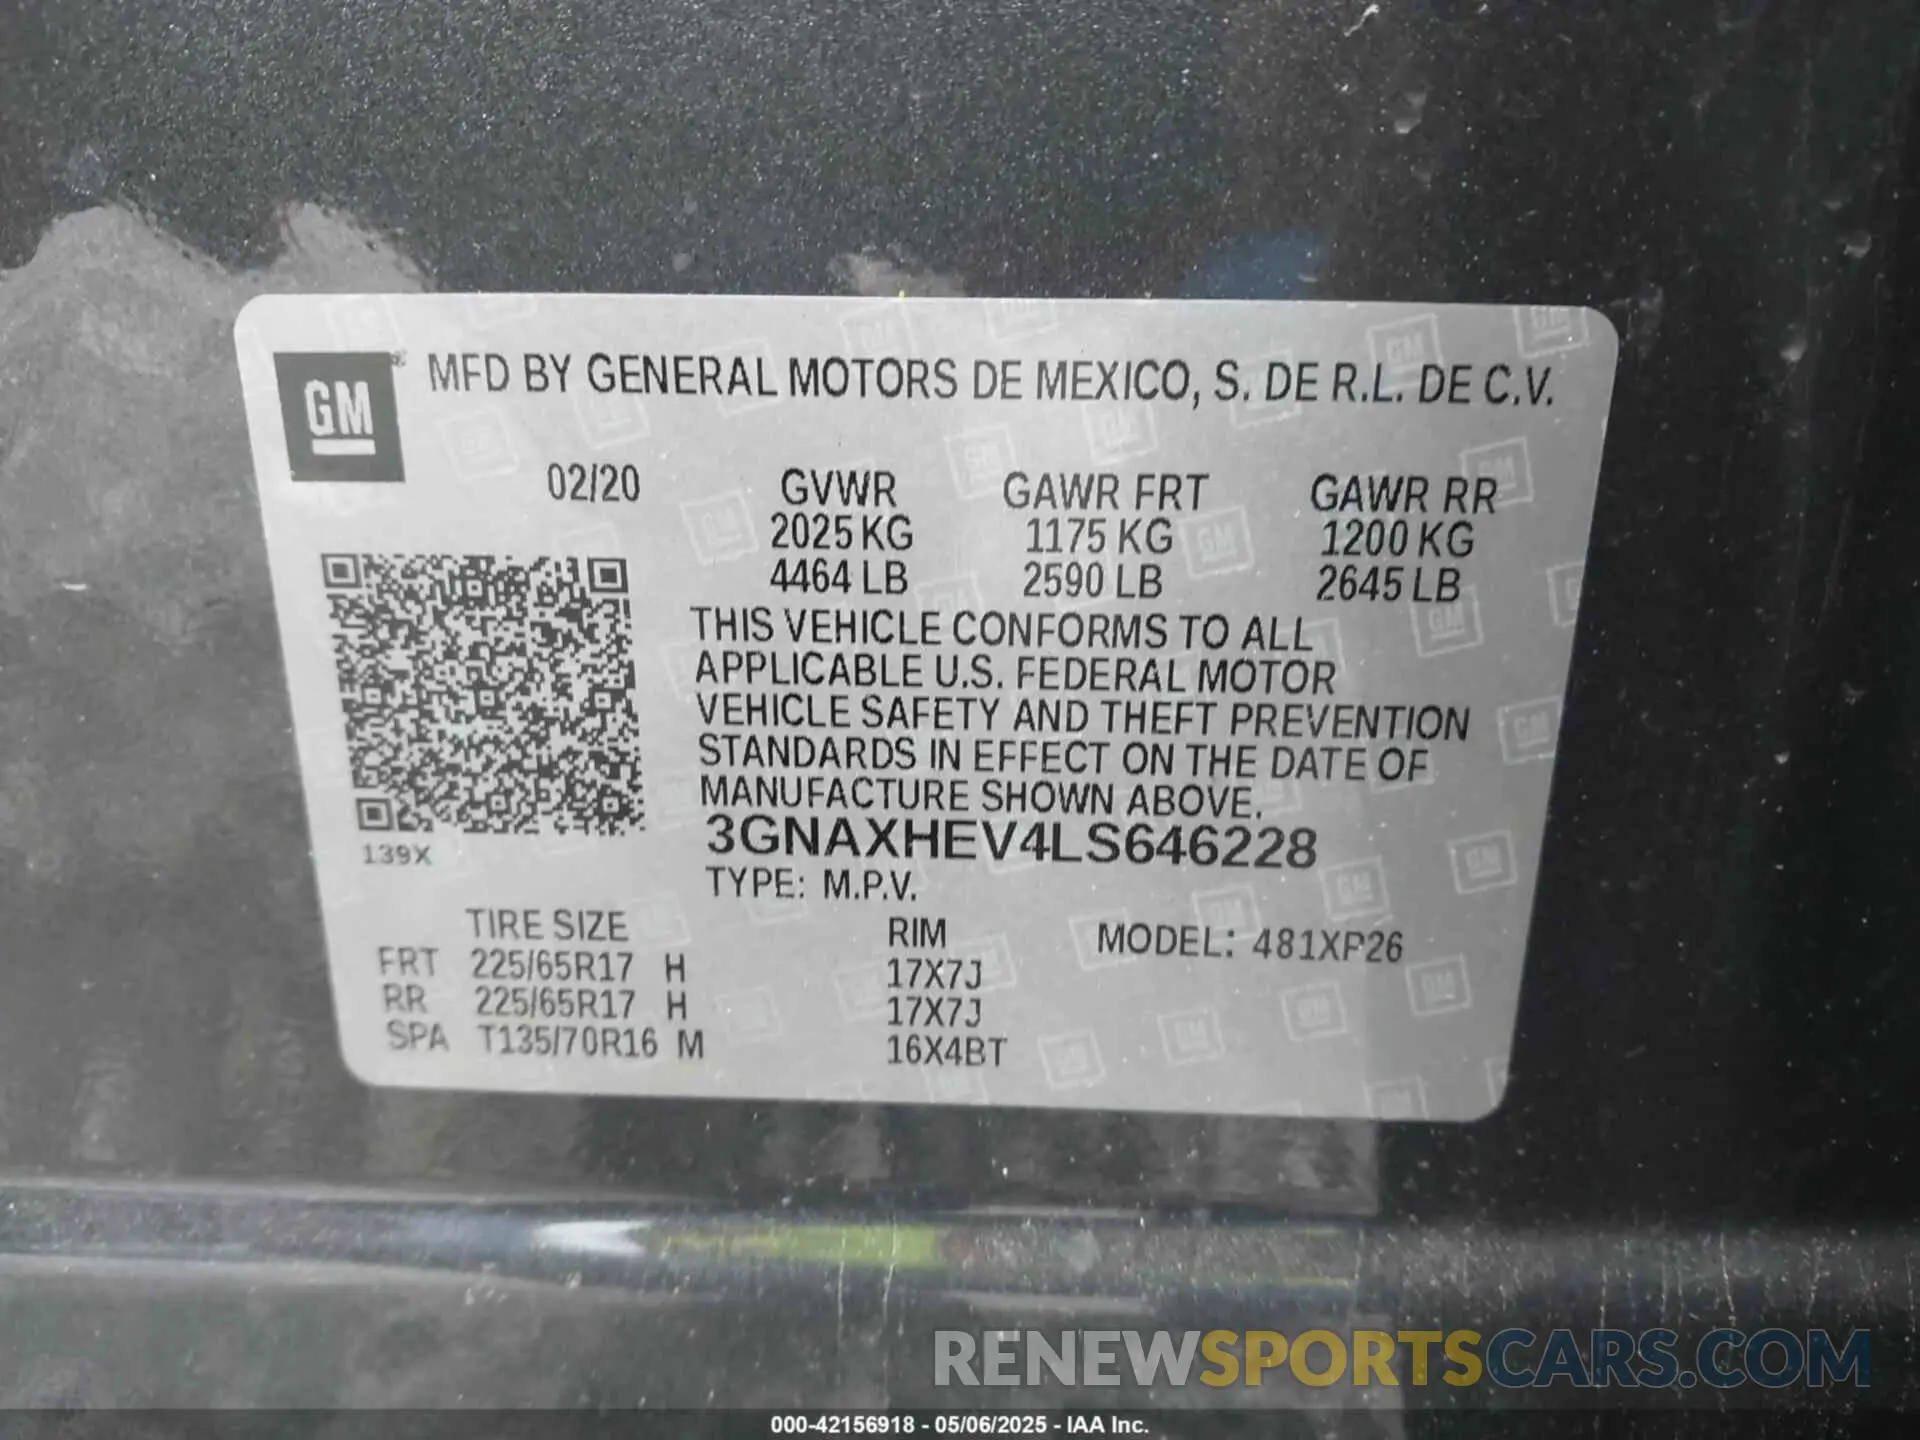 GM ® MFD BY GENERAL MOTORS DE MEXICO, S. DE R.L. DE C.V.
02/20 GVWR GAWR FRT GAWR RR
2025 KG 1175 KG 1200 KG
4464 LB 2590 LB 2645 LB
THIS VEHICLE CONFORMS TO ALL
APPLICABLE U.S. FEDERAL MOTOR
VEHICLE SAFETY AND THEFT PREVENTION
STANDARDS IN EFFECT ON THE DATE OF
MANUFACTURE SHOWN ABOVE.
139X 3GNAXHEV4LS646228
TYPE: M.P.V.
TIRE SIZE RIM MODEL: 481XP26
FRT 225/65R17 H 17X7J
RR 225/65R17 H 17X7J
SPA T135/70R16 M 16X4BT
RENEWSPORTSCARS.COM
000-42156918 - 05/06/2025 - IAA Inc.